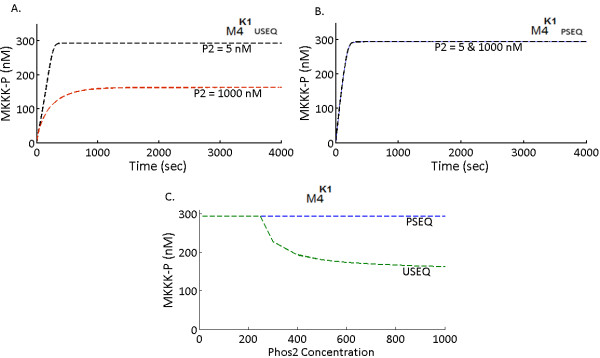 A.
M4 K1 USEQ
MKKK-P (nM)
300
200
100
0
P2 = 5 nM
P2 = 1000 nM
0 1000 2000 3000 4000
Time (sec)
B.
M4 K1 PSEQ
MKKK-P (nM)
300
200
100
0
P2 = 5 & 1000 nM
0 1000 2000 3000 4000
Time (sec)
C.
M4 K1
MKKK-P (nM)
300
200
100
0
PSEQ
USEQ
0 200 400 600 800 1000
Phos2 Concentration